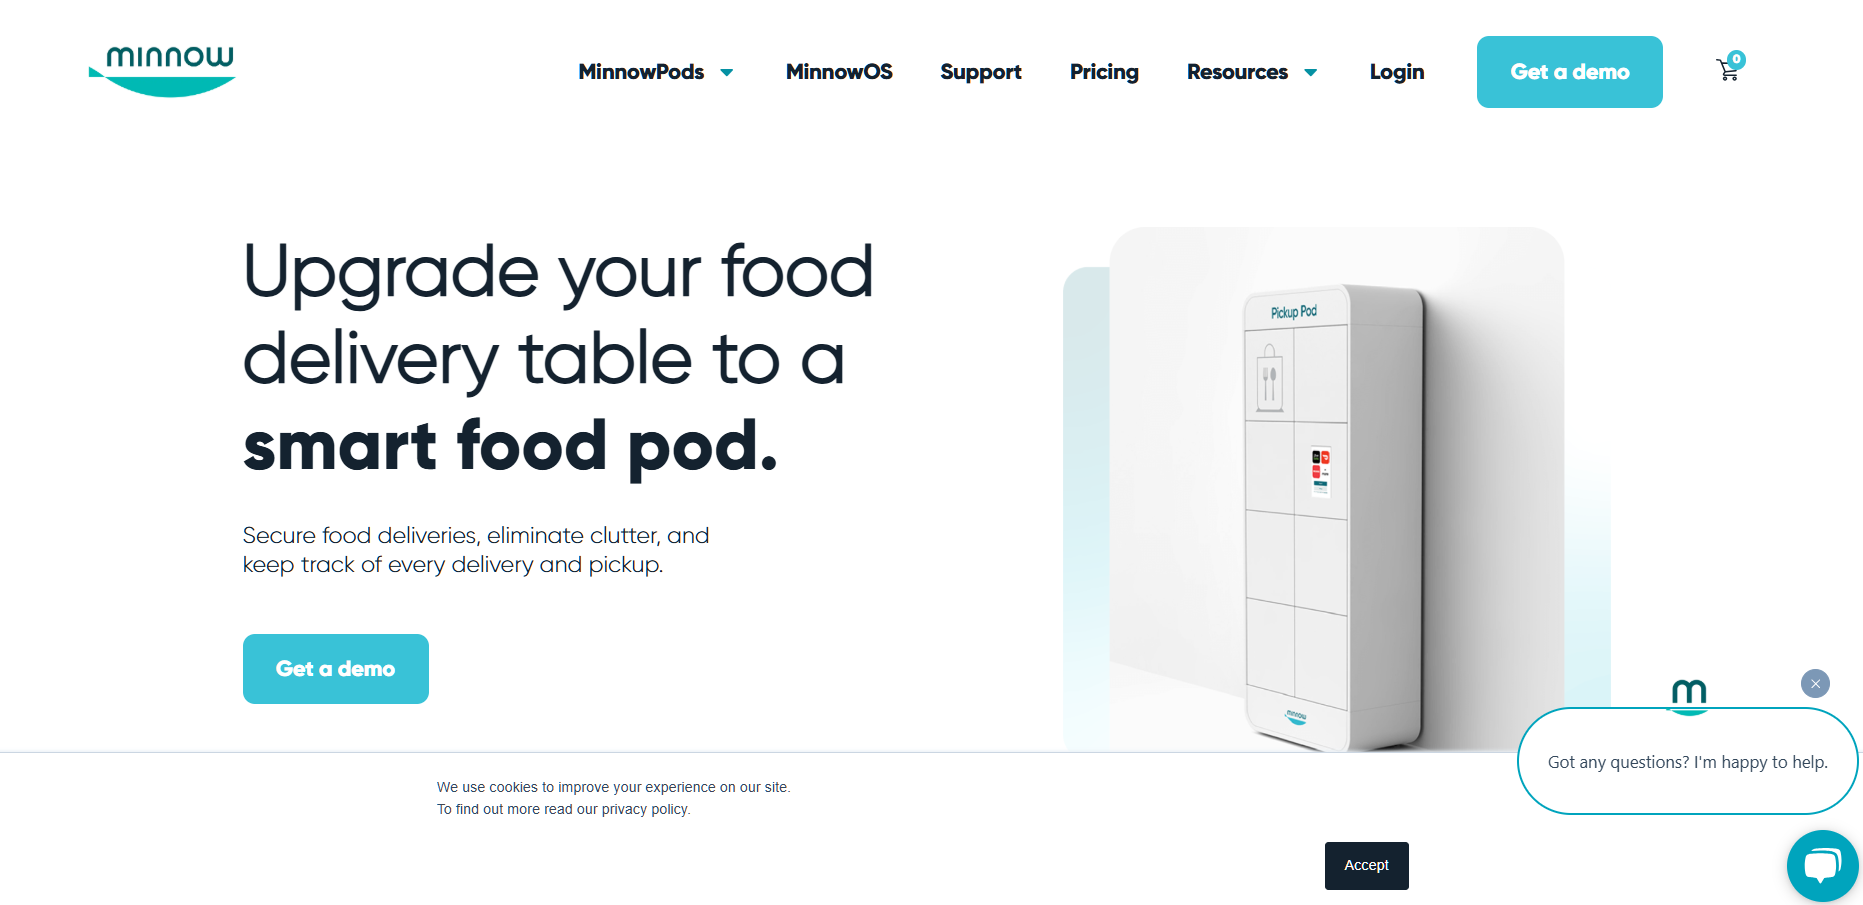 minnow
MinnowPods
MinnowOS
Support
Pricing
Resources
Login
Get a demo
0
Upgrade your food
delivery table to a
smart food pod.
Secure food deliveries, eliminate clutter, and
keep track of every delivery and pickup.
Get a demo
Pickup Pod
minnow
m
Got any questions? I'm happy to help.
We use cookies to improve your experience on our site.
To find out more read our privacy policy.
Accept